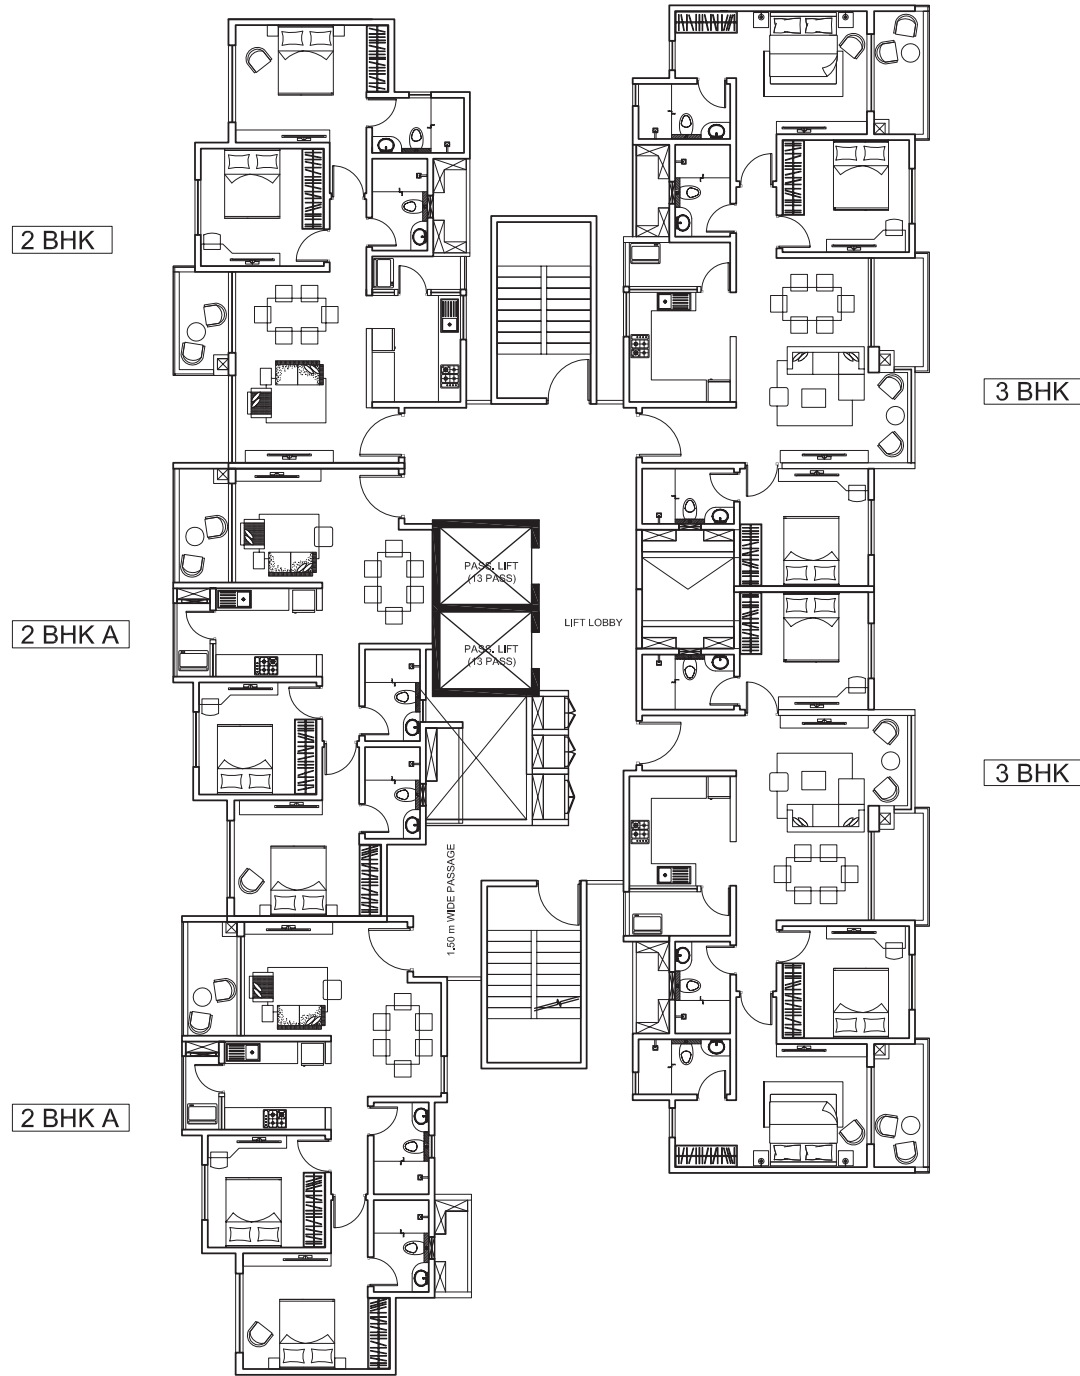 2 BHK
3 BHK
PASS. LIFT
(13 PASS)
LIFT LOBBY
2 BHK A
PASS. LIFT
(13 PASS)
3 BHK
1.50 m WIDE PASSAGE
2 BHK A